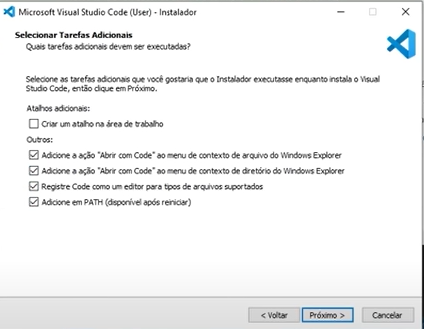 Microsoft Visual Studio Code (User) - Instalador
Selecionar Tarefas Adicionais
Quais tarefas adicionais devem ser executadas?
Selecione as tarefas adicionais que você gostaria que o Instalador executasse enquanto instala o Visual
Studio Code, então clique em Próximo.
Atalhos adicionais:
Criar um atalho na área de trabalho
Outros:
Adicione a ação "Abrir com Code" ao menu de contexto de arquivo do Windows Explorer
Adicione a ação "Abrir com Code" ao menu de contexto de diretório do Windows Explorer
Registre Code como um editor para tipos de arquivos suportados
Adicione em PATH (disponível após reiniciar)
< Voltar
Próximo >
Cancelar